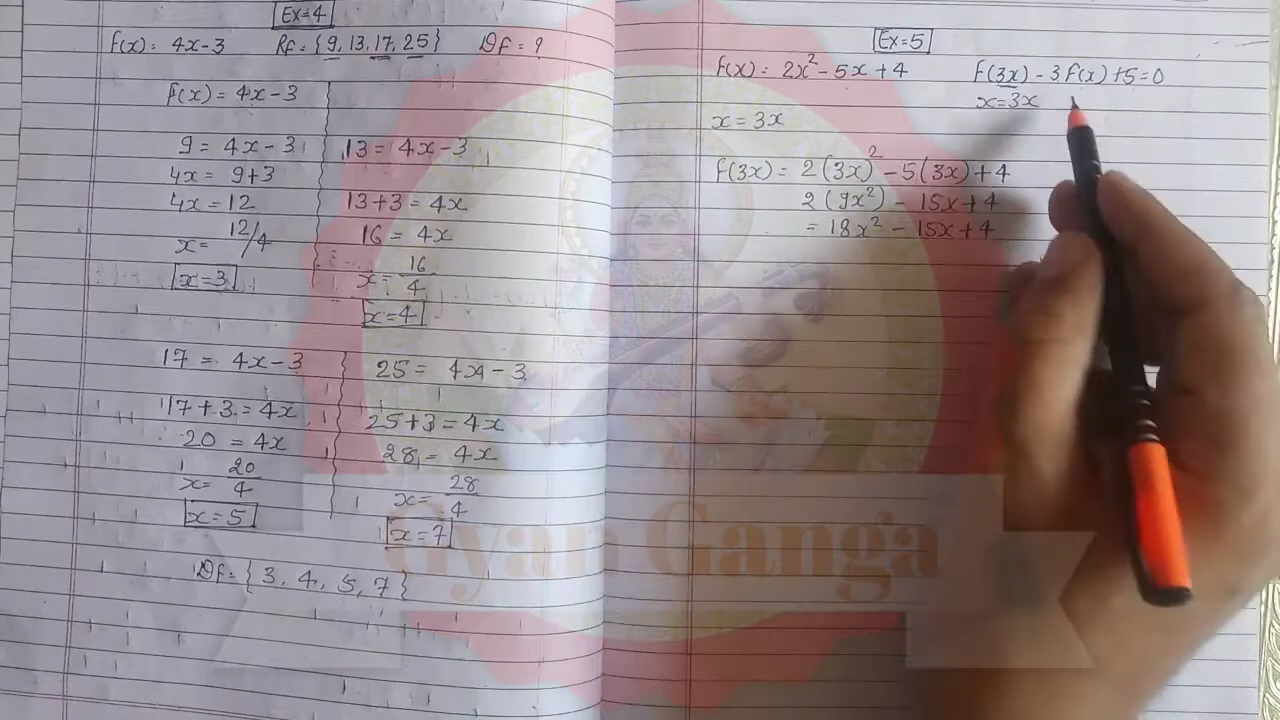 Ex=4
f(x) = 4x-3 Rf = {9, 13, 17, 25} Df = ?
f(x) = 4x-3
9 = 4x-3
4x = 9+3
4x = 12
x = 12/4
x=3
13 = 4x-3
13+3 = 4x
16 = 4x
x = 16/4
x=4
17 = 4x-3
17+3 = 4x
20 = 4x
x = 20/4
x=5
25 = 4x-3
25+3 = 4x
28 = 4x
x = 28/4
x=7
Df = {3, 4, 5, 7}
Ex=5
f(x) = 2x²-5x+4 f(3x) - 3f(x)+5=0
x=3x
x = 3x
f(3x) = 2(3x)² - 5(3x)+4
2(9x²) - 15x+4
= 18x² - 15x+4
Gyan Ganga